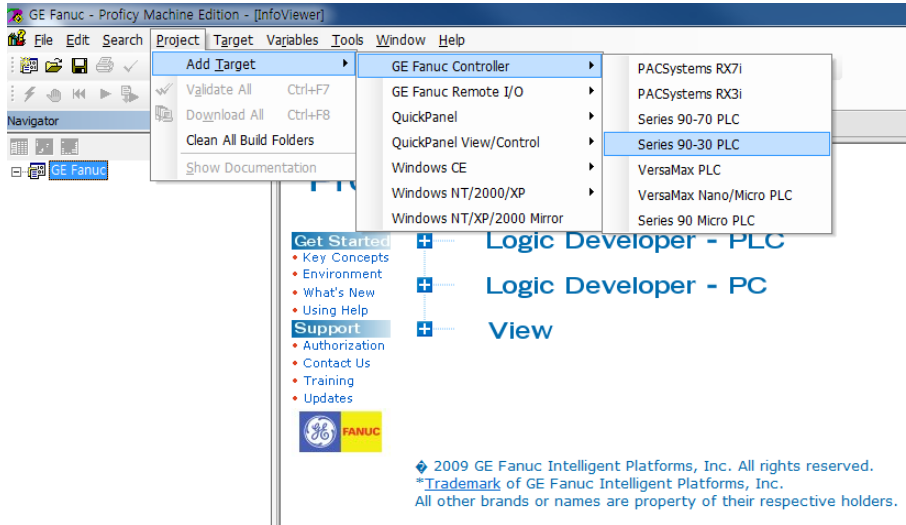 GE Fanuc - Proficy Machine Edition - [InfoViewer]
File Edit Search Project Target Variables Tools Window Help
Add Target
Validate All Ctrl+F7
Download All Ctrl+F8
Clean All Build Folders
Show Documentation
GE Fanuc Controller
GE Fanuc Remote I/O
QuickPanel
QuickPanel View/Control
Windows CE
Windows NT/2000/XP
Windows NT/XP/2000 Mirror
PACSystems RX7i
PACSystems RX3i
Series 90-70 PLC
Series 90-30 PLC
VersaMax PLC
VersaMax Nano/Micro PLC
Series 90 Micro PLC
Navigator
GE Fanuc
Get Started
• Key Concepts
• Environment
• What's New
• Using Help
Support
• Authorization
• Contact Us
• Training
• Updates
GE FANUC
Logic Developer - PLC
Logic Developer - PC
View
� 2009 GE Fanuc Intelligent Platforms, Inc. All rights reserved.
*Trademark of GE Fanuc Intelligent Platforms, Inc.
All other brands or names are property of their respective holders.